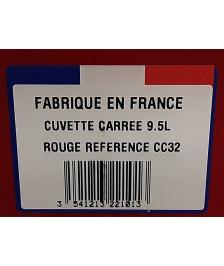 FABRIQUE EN FRANCE
CUVETTE CARREE 9.5L
ROUGE REFERENCE CC32
3 541213 221013